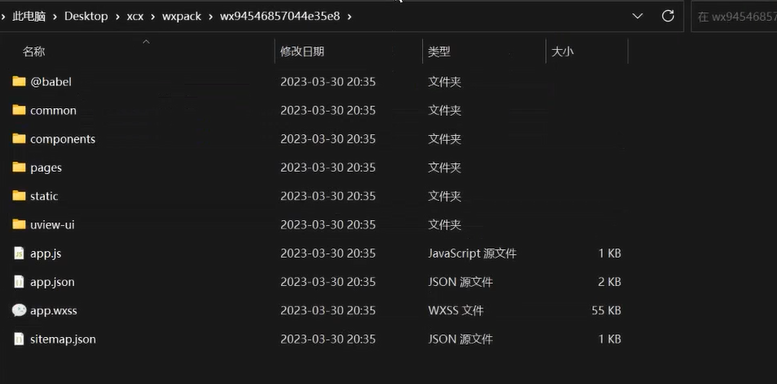 此电脑 > Desktop > xcx > wxpack > wx94546857044e35e8 > 在 wx9454685704
名称 修改日期 类型 大小
@babel 2023-03-30 20:35 文件夹
common 2023-03-30 20:35 文件夹
components 2023-03-30 20:35 文件夹
pages 2023-03-30 20:35 文件夹
static 2023-03-30 20:35 文件夹
uview-ui 2023-03-30 20:35 文件夹
app.js 2023-03-30 20:35 JavaScript 源文件 1 KB
app.json 2023-03-30 20:35 JSON 源文件 2 KB
app.wxss 2023-03-30 20:35 WXSS 文件 55 KB
sitemap.json 2023-03-30 20:35 JSON 源文件 1 KB